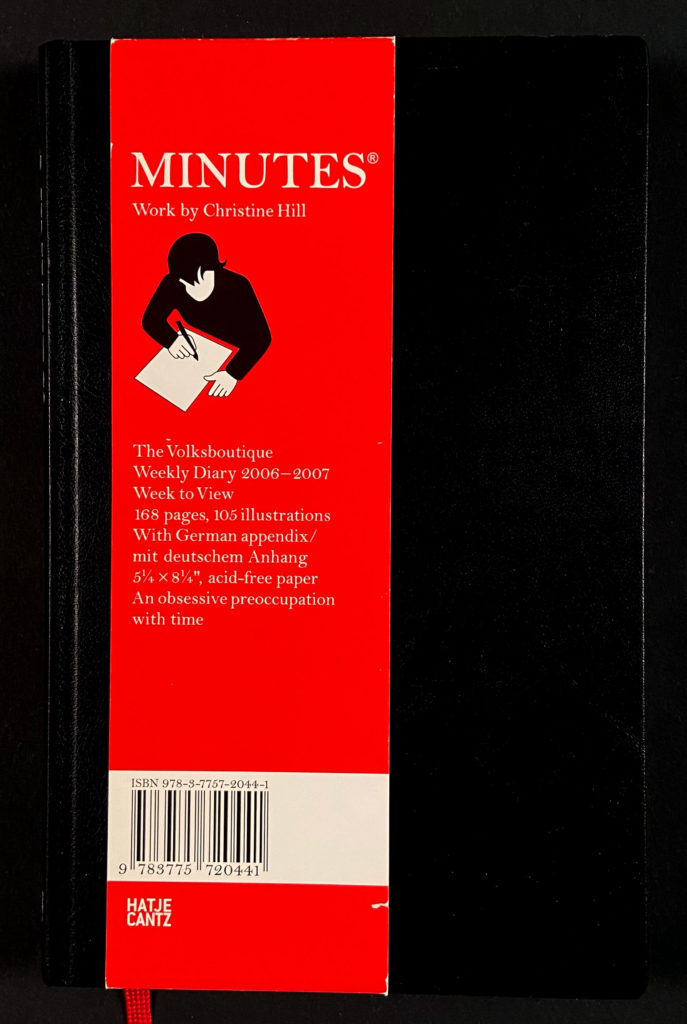 MINUTES®
Work by Christine Hill
The Volksboutique
Weekly Diary 2006–2007
Week to View
168 pages, 105 illustrations
With German appendix/
mit deutschem Anhang
5¼ × 8¼", acid-free paper
An obsessive preoccupation
with time
ISBN 978-3-7757-2044-1
9 783775 720441
HATJE
CANTZ